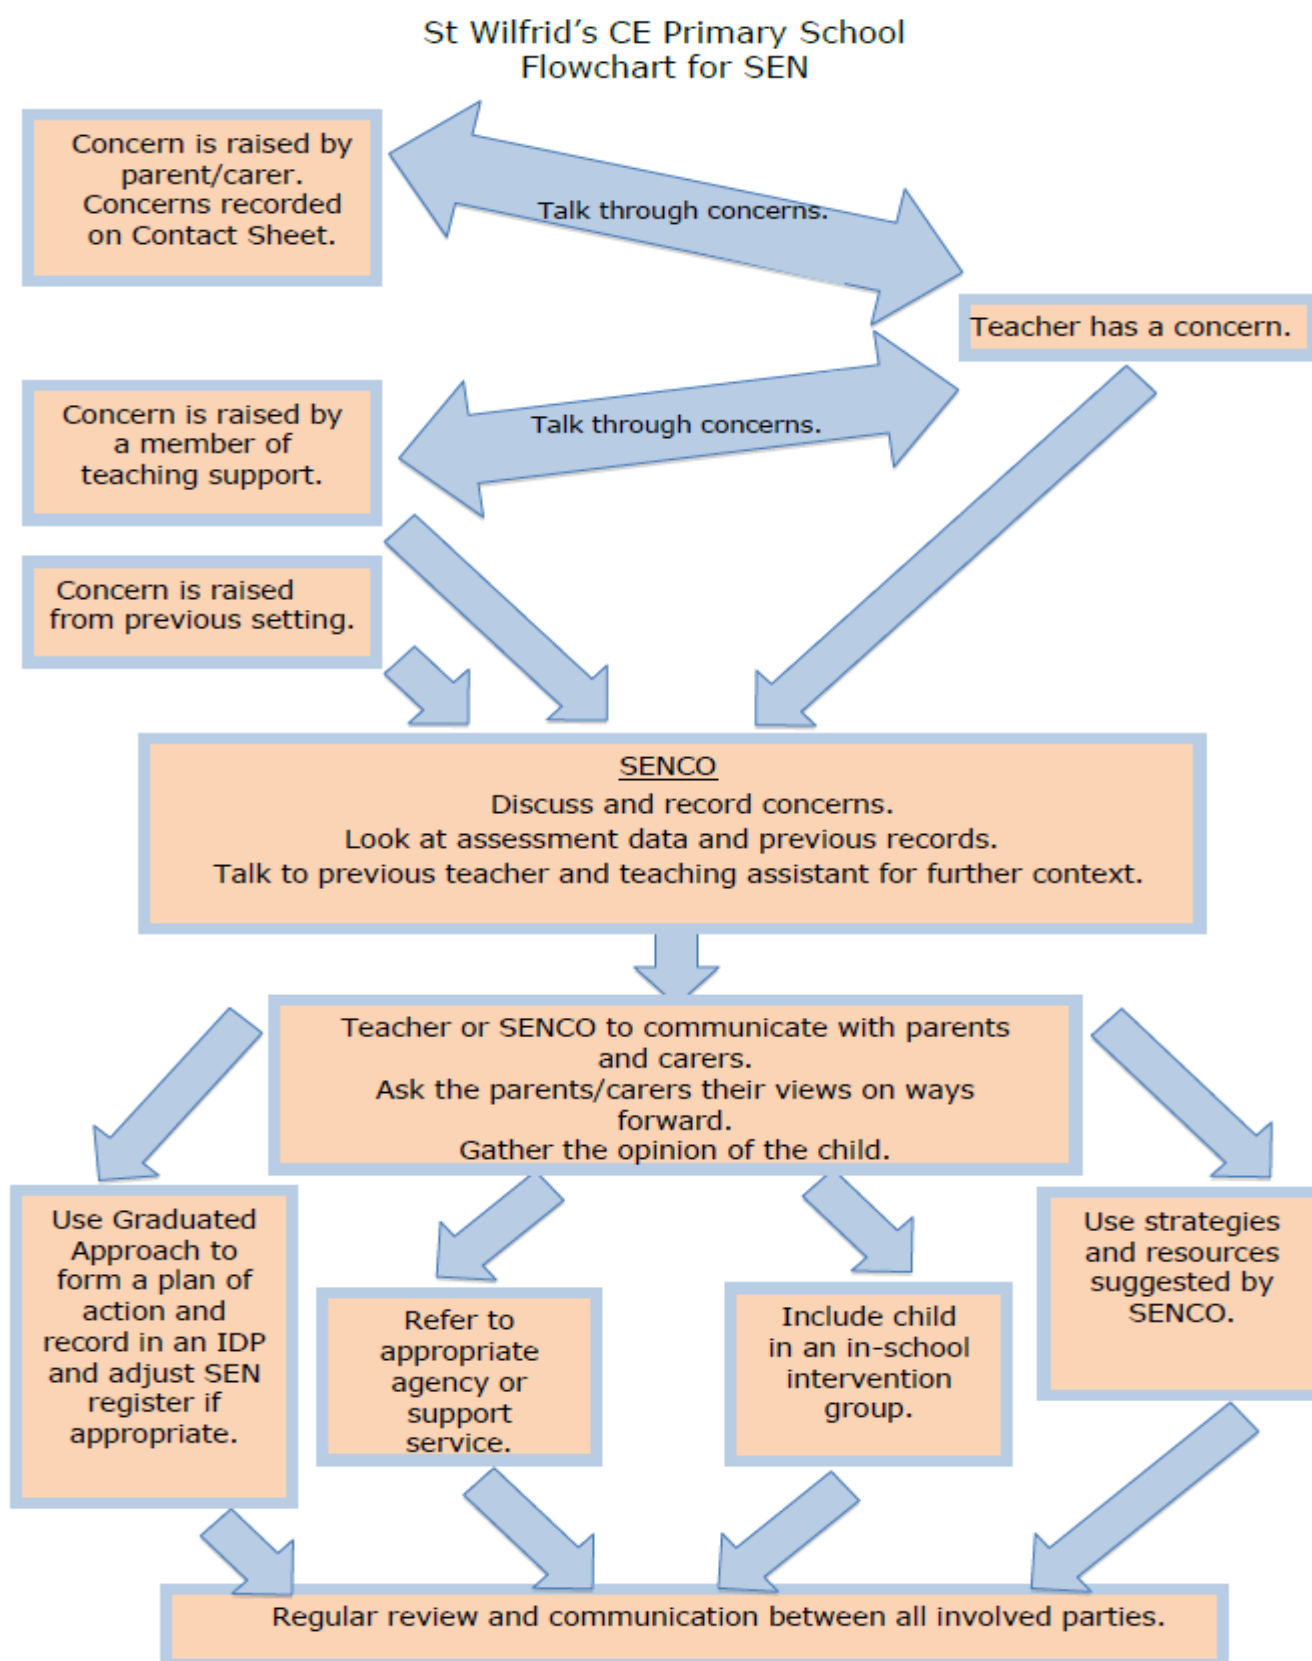 St Wilfrid's CE Primary School
Flowchart for SEN
Concern is raised by
parent/carer.
Concerns recorded
on Contact Sheet.
Talk through concerns.
Teacher has a concern.
Concern is raised by
a member of
teaching support.
Talk through concerns.
Concern is raised
from previous setting.
SENCO
Discuss and record concerns.
Look at assessment data and previous records.
Talk to previous teacher and teaching assistant for further context.
Teacher or SENCO to communicate with parents
and carers.
Ask the parents/carers their views on ways
forward.
Gather the opinion of the child.
Use Graduated
Approach to
form a plan of
action and
record in an IDP
and adjust SEN
register if
appropriate.
Refer to
appropriate
agency or
support
service.
Include child
in an in-school
intervention
group.
Use strategies
and resources
suggested by
SENCO.
Regular review and communication between all involved parties.